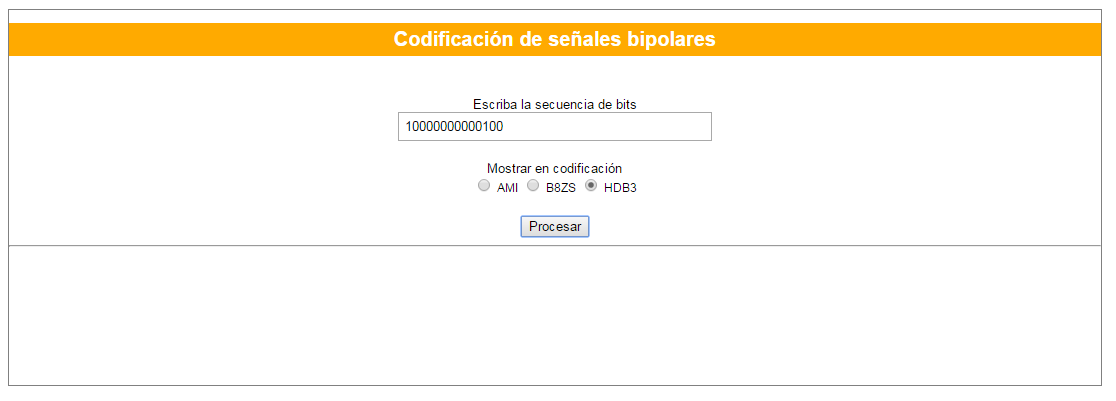 Codificación de señales bipolares
Escriba la secuencia de bits
10000000000100
Mostrar en codificación
AMI B8ZS HDB3
Procesar